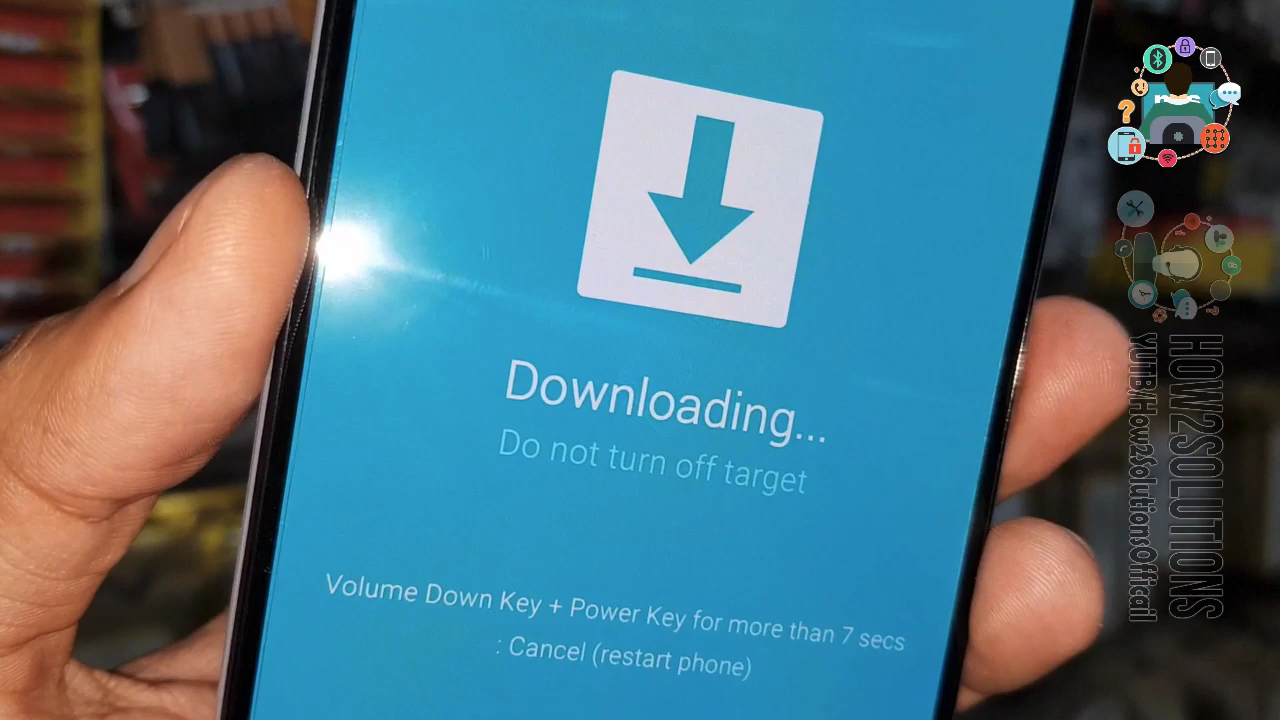 Downloading...
Do not turn off target
Volume Down Key + Power Key for more than 7 secs
: Cancel (restart phone)
HOW2SOLUTIONS
YUTB/How2SolutionsOfficail